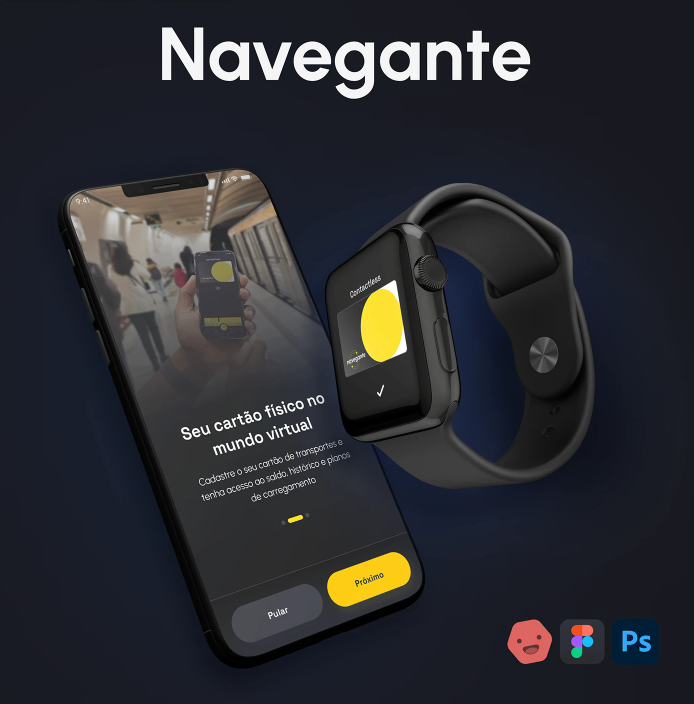 Navegante
9:41
Contactless
navegante
Seu cartão físico no
mundo virtual
Cadastre o seu cartão de transportes e
tenha acesso ao saldo, histórico e planos
de carregamento
Pular
Próximo
Ps